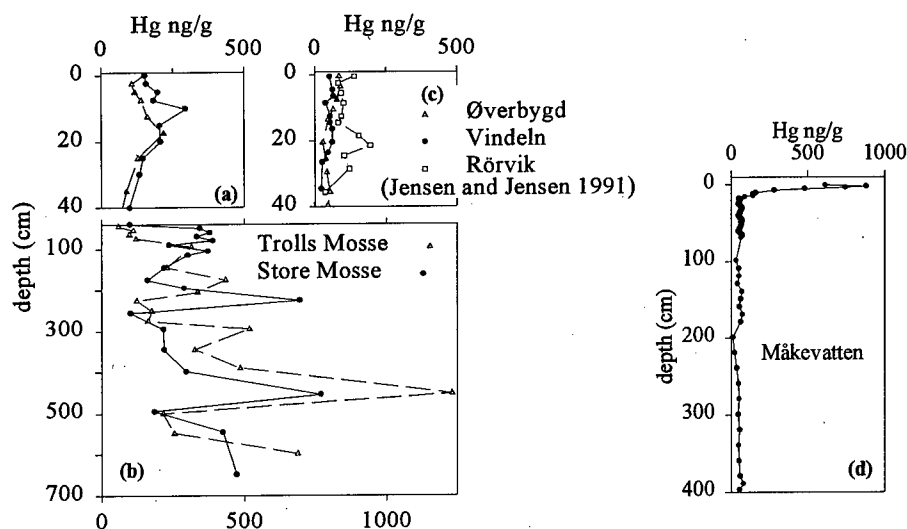 Hg ng/g
0 500
Hg ng/g
0 500
0
20
40
(a)
0
20
40
(c)
Øverbygd
Vindeln
Rörvik
(Jensen and Jensen 1991)
depth (cm)
100
300
500
700
Trolls Mosse
Store Mosse
(b)
0 500 1000
Hg ng/g
0 500 1000
depth (cm)
0
100
200
300
400
Måkevatten
(d)